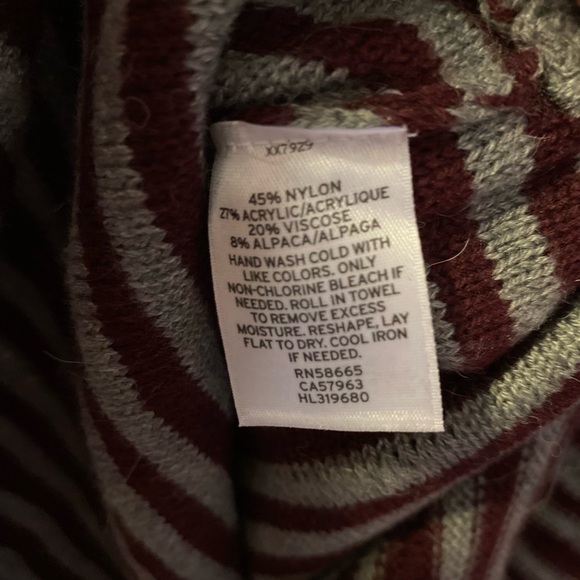 XX79Z9
45% NYLON
27% ACRYLIC/ACRYLIQUE
20% VISCOSE
8% ALPACA/ALPAGA
HAND WASH COLD WITH
LIKE COLORS. ONLY
NON-CHLORINE BLEACH IF
NEEDED. ROLL IN TOWEL
TO REMOVE EXCESS
MOISTURE. RESHAPE, LAY
FLAT TO DRY. COOL IRON
IF NEEDED.
RN58665
CA57963
HL319680